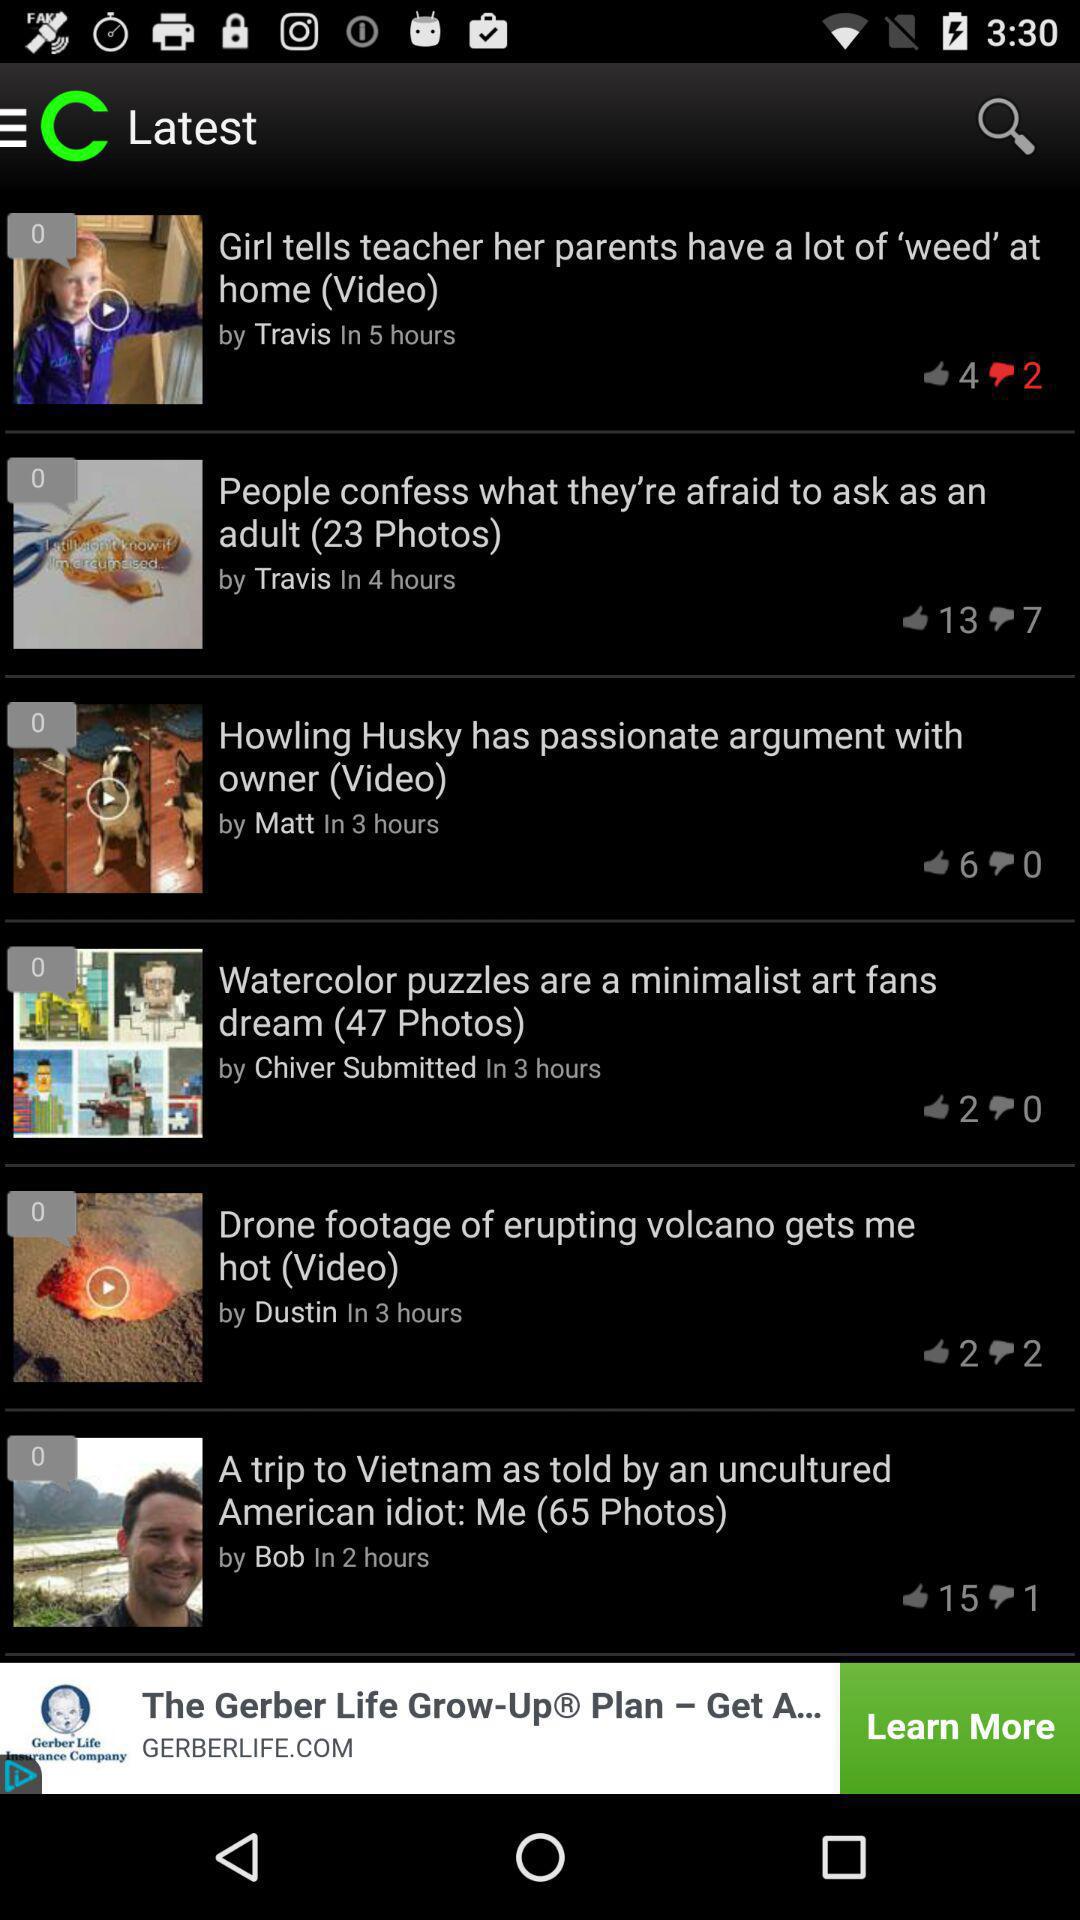 FAKE
3:30
Latest
0
Girl tells teacher her parents have a lot of ‘weed’ at
home (Video)
by Travis In 5 hours
4 2
0
I still don't know if
I'm circumcised...
People confess what they’re afraid to ask as an
adult (23 Photos)
by Travis In 4 hours
13 7
0
Howling Husky has passionate argument with
owner (Video)
by Matt In 3 hours
6 0
0
Watercolor puzzles are a minimalist art fans
dream (47 Photos)
by Chiver Submitted In 3 hours
2 0
0
Drone footage of erupting volcano gets me
hot (Video)
by Dustin In 3 hours
2 2
0
A trip to Vietnam as told by an uncultured
American idiot: Me (65 Photos)
by Bob In 2 hours
15 1
Gerber Life
Insurance Company
The Gerber Life Grow-Up® Plan – Get A...
GERBERLIFE.COM
Learn More